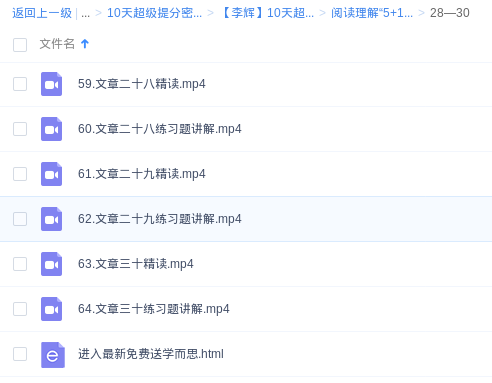 返回上一级 | ... > 10天超级提分密... > 【李辉】10天超... > 阅读理解“5+1... > 28—30
文件名
59.文章二十八精读.mp4
60.文章二十八练习题讲解.mp4
61.文章二十九精读.mp4
62.文章二十九练习题讲解.mp4
63.文章三十精读.mp4
64.文章三十练习题讲解.mp4
进入最新免费送学而思.html